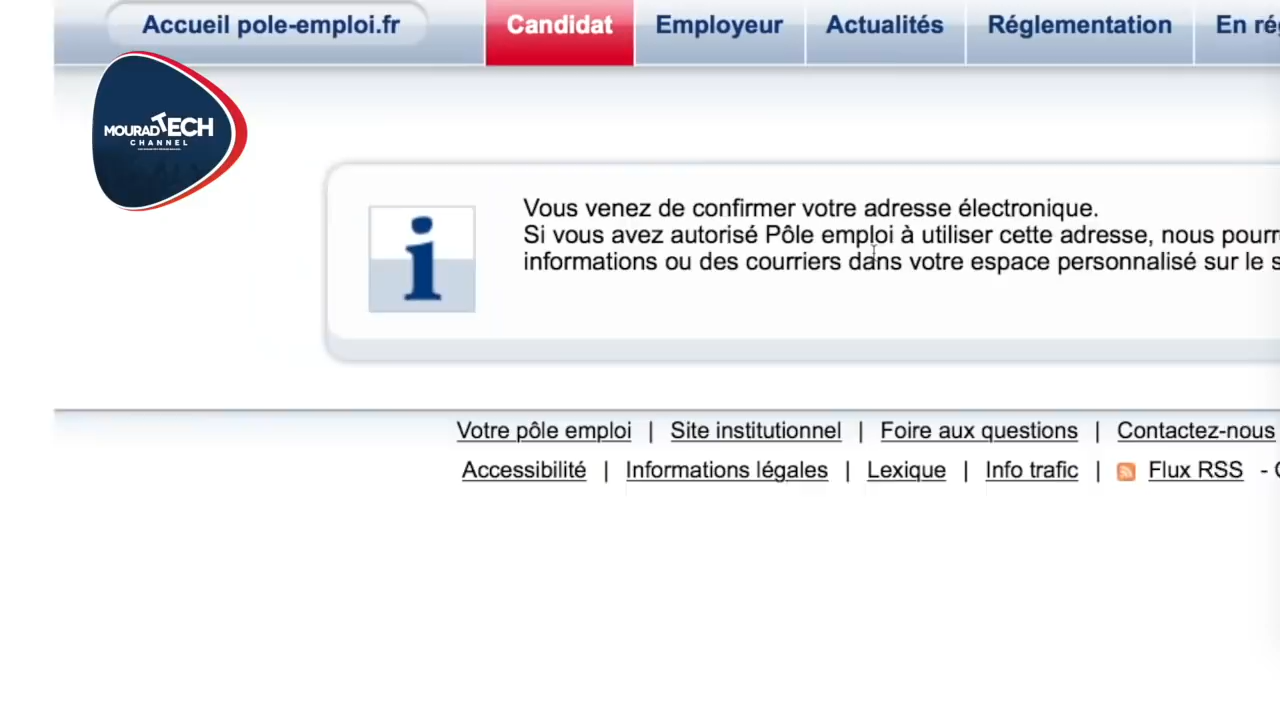 Accueil pole-emploi.fr
Candidat
Employeur
Actualités
Réglementation
En rég
MOURADTECH
CHANNEL
i
Vous venez de confirmer votre adresse électronique.
Si vous avez autorisé Pôle emploi à utiliser cette adresse, nous pourr
informations ou des courriers dans votre espace personnalisé sur le s
Votre pôle emploi | Site institutionnel | Foire aux questions | Contactez-nous
Accessibilité | Informations légales | Lexique | Info trafic | Flux RSS -